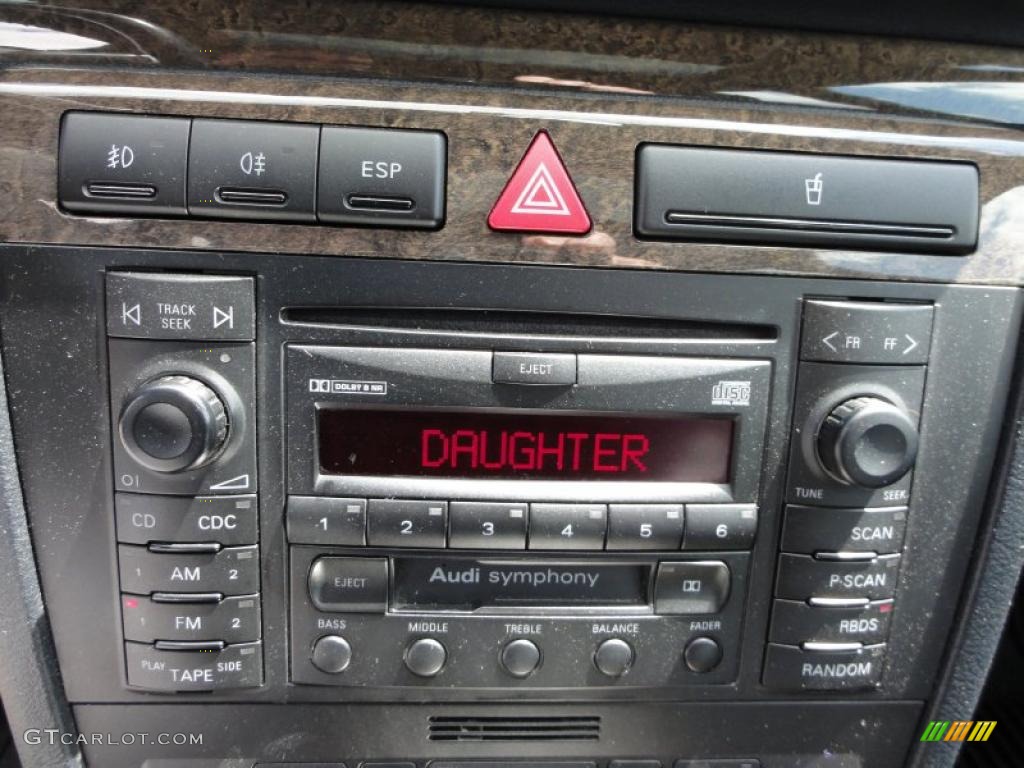 ESP
TRACK
SEEK
FR FF
EJECT
DOLBY B NR
DISC
DAUGHTER
TUNE SEEK
CD CDC
1 2 3 4 5 6
SCAN
1 AM 2
EJECT
Audi symphony
P-SCAN
1 FM 2
BASS MIDDLE TREBLE BALANCE FADER
RBDS
PLAY TAPE SIDE
RANDOM
GTCARLOT.COM